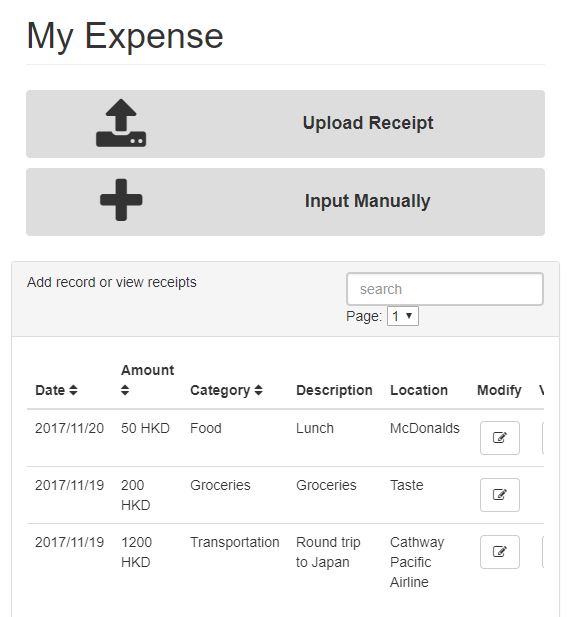 My Expense
Upload Receipt
Input Manually
Add record or view receipts
search
Page: 1
Date Amount Category Description Location Modify V
2017/11/20 50 HKD Food Lunch McDonalds
2017/11/19 200 HKD Groceries Groceries Taste
2017/11/19 1200 HKD Transportation Round trip to Japan Cathway Pacific Airline